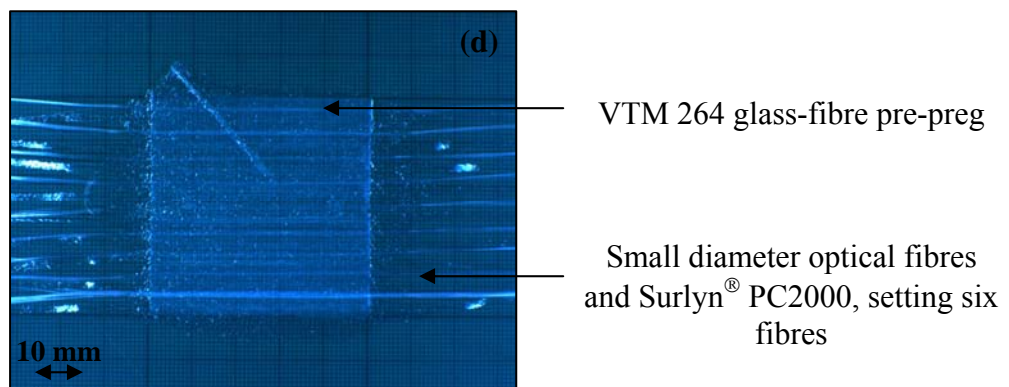 (d)
VTM 264 glass-fibre pre-preg
Small diameter optical fibres
and Surlyn® PC2000, setting six
fibres
10 mm